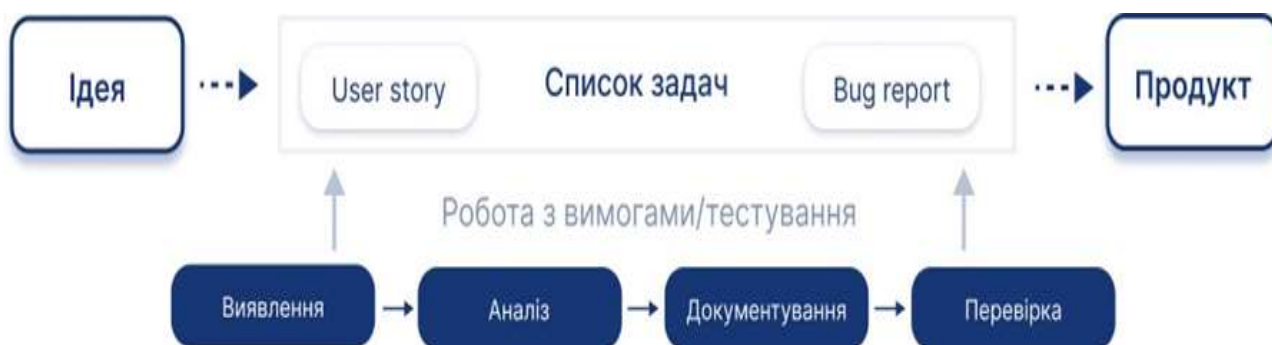 Ідея
User story
Список задач
Bug report
Продукт
Робота з вимогами/тестування
Виявлення
Аналіз
Документування
Перевірка